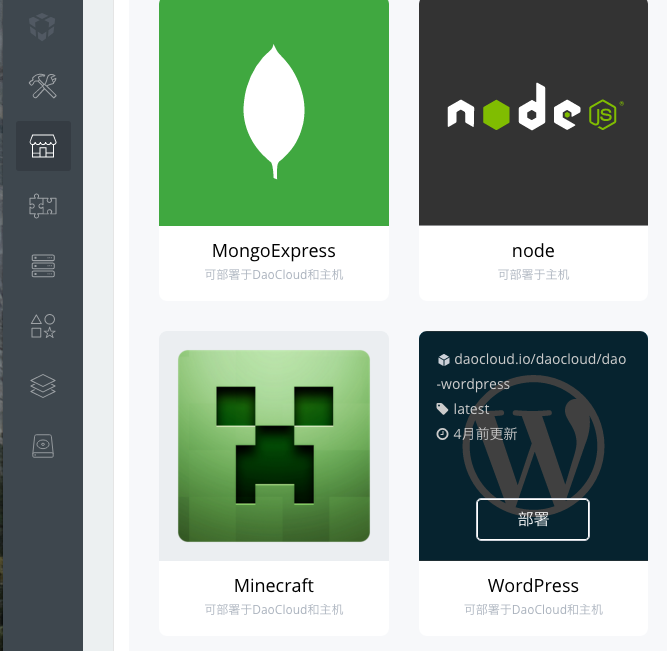 node JS
MongoExpress
可部署于DaoCloud和主机
node
可部署于主机
daocloud.io/daocloud/dao
-wordpress
latest
4月前更新
部署
Minecraft
可部署于DaoCloud和主机
WordPress
可部署于DaoCloud和主机